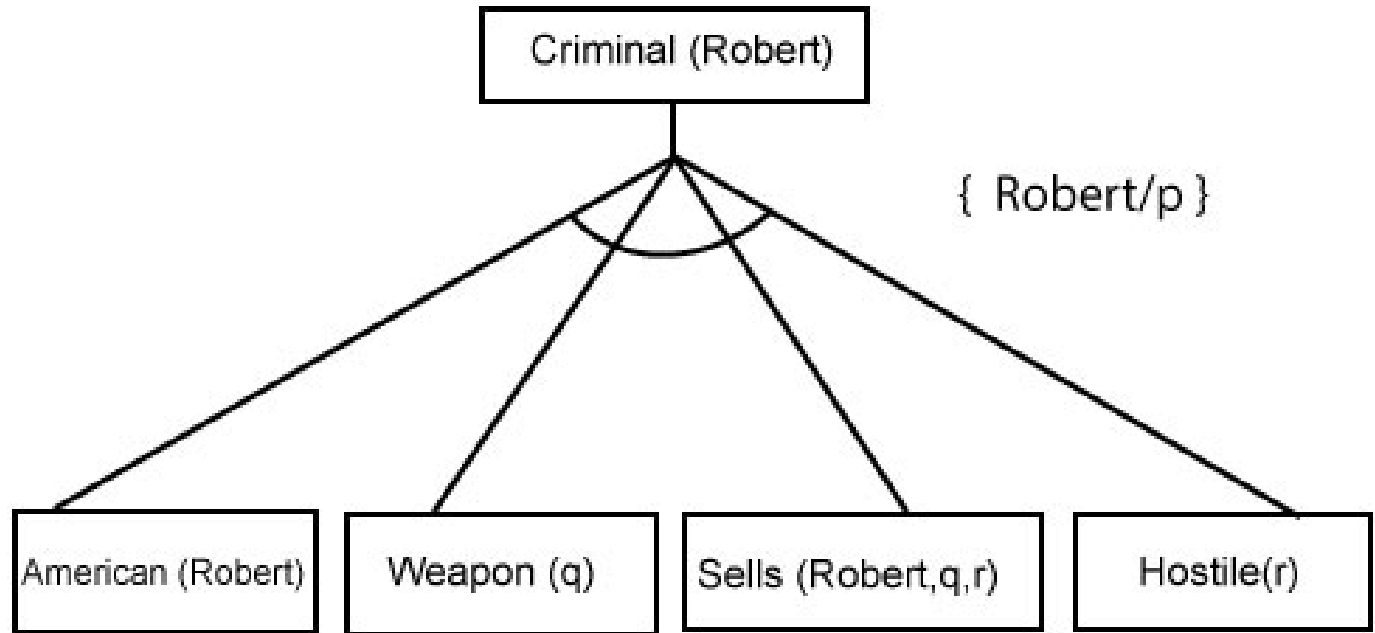 Criminal (Robert)
{ Robert/p }
American (Robert)
Weapon (q)
Sells (Robert,q,r)
Hostile(r)